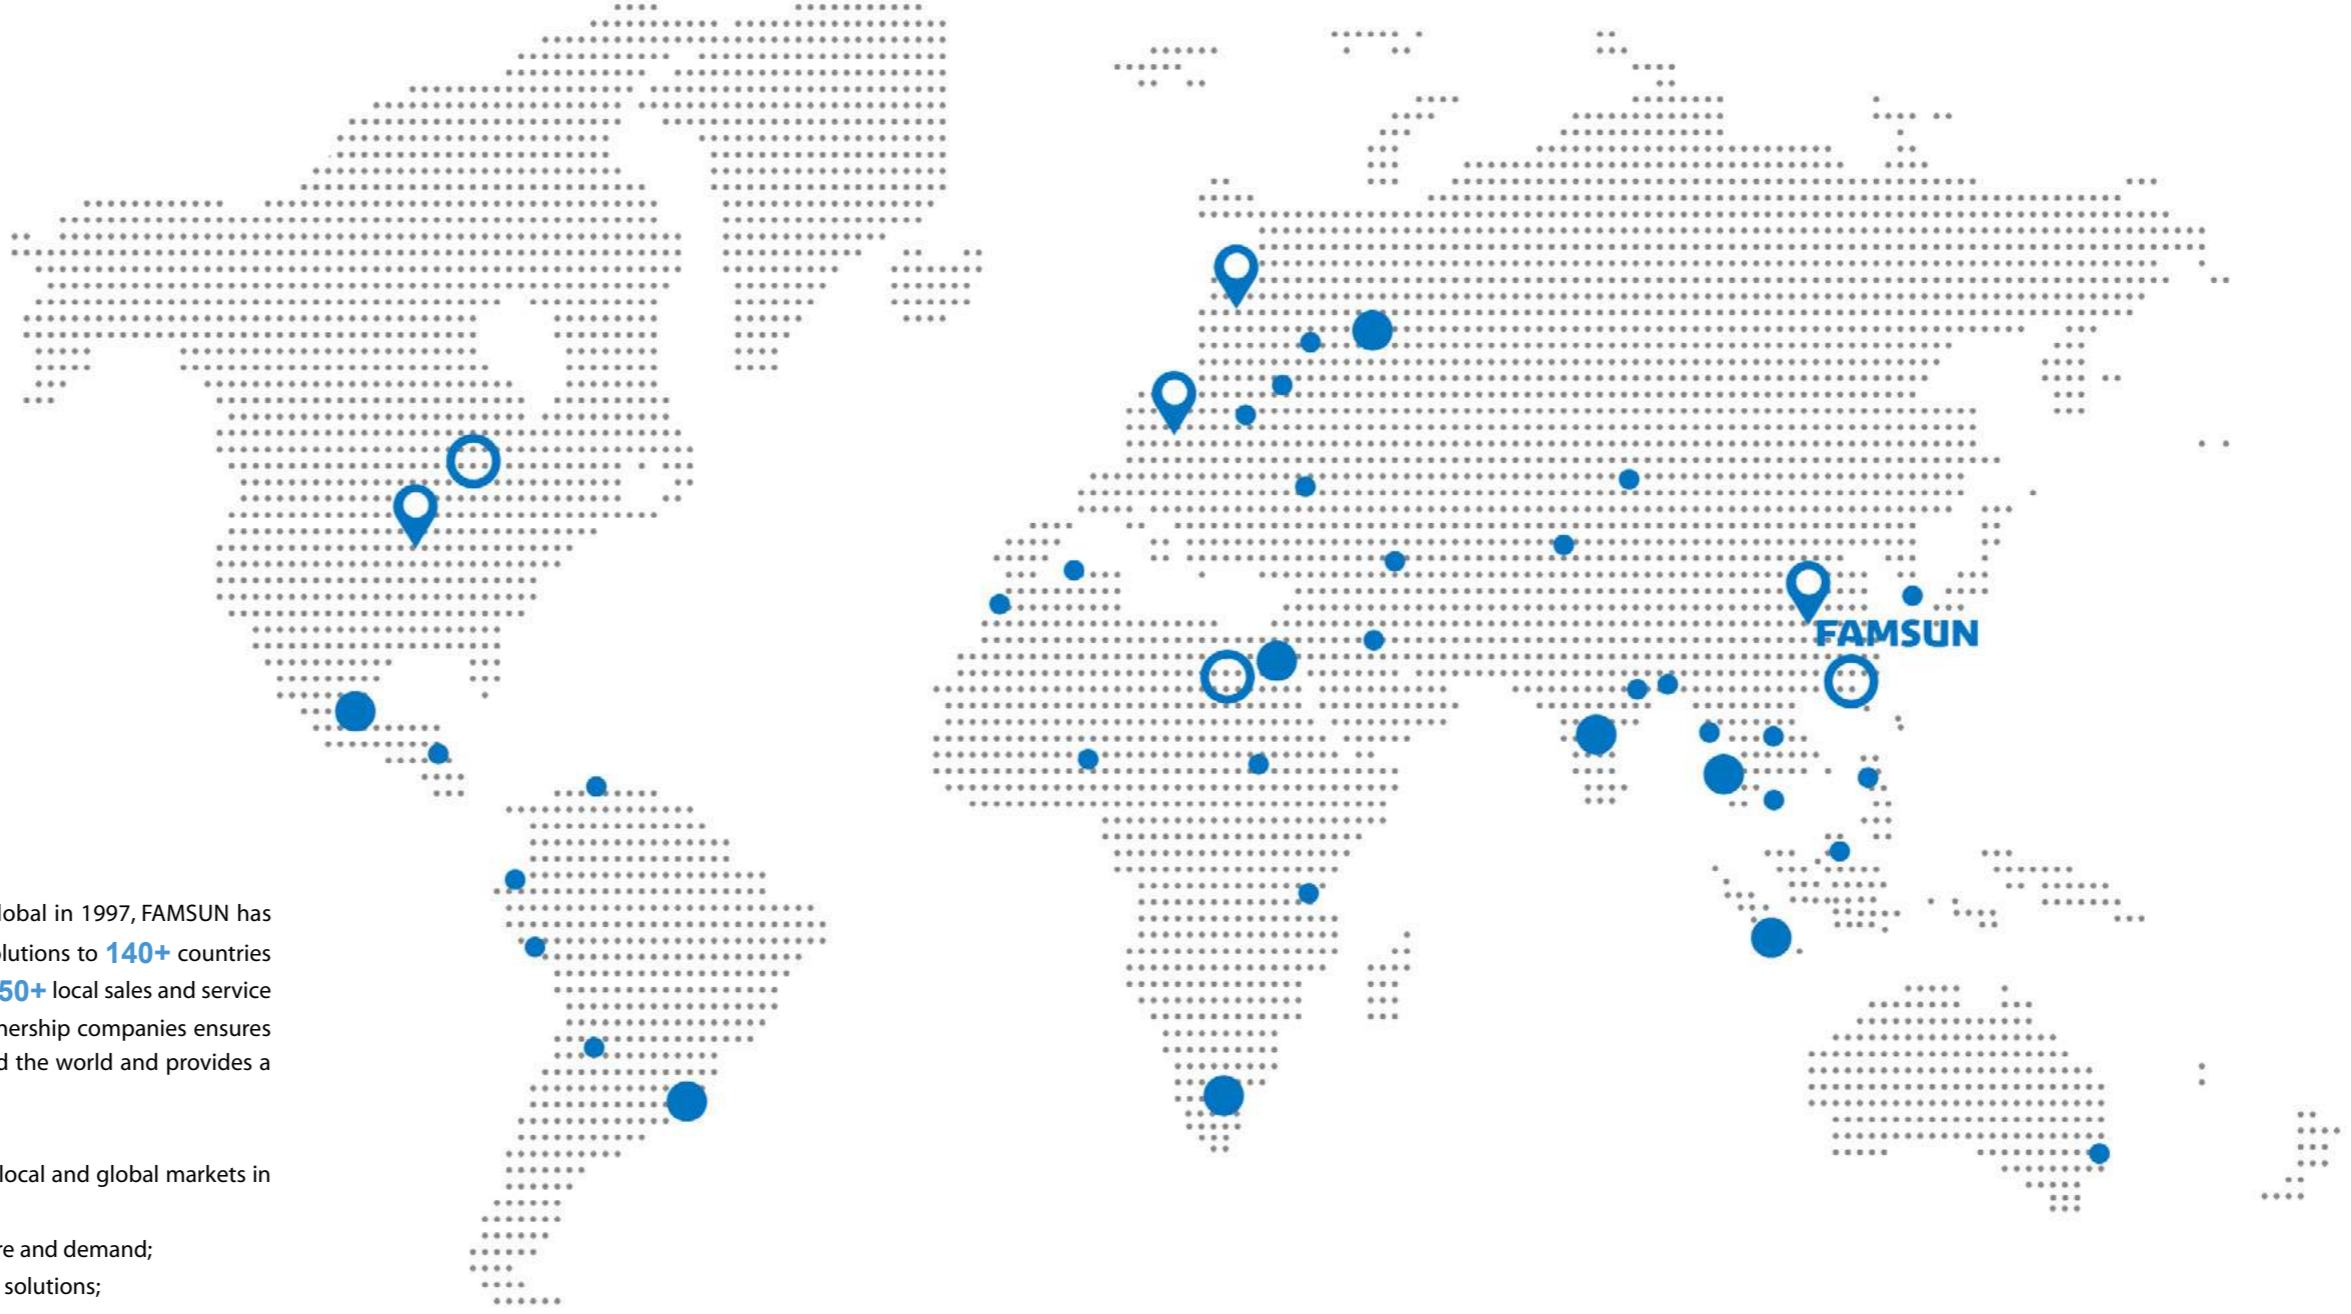 FAMSUN
lobal in 1997, FAMSUN has
lutions to 140+ countries
50+ local sales and service
nership companies ensures
d the world and provides a
local and global markets in
re and demand;
solutions;